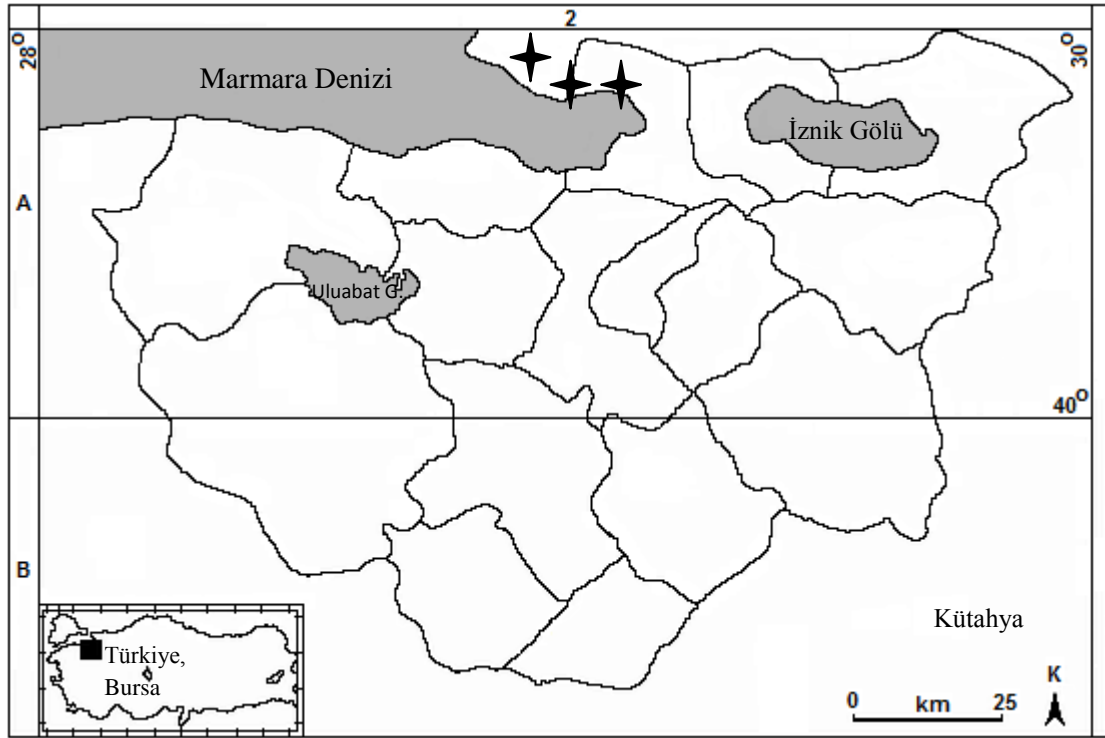 2
28°
30°
Marmara Denizi
İznik Gölü
A
Uluabat G.
40°
B
Kütahya
Türkiye,
Bursa
K
0 km 25